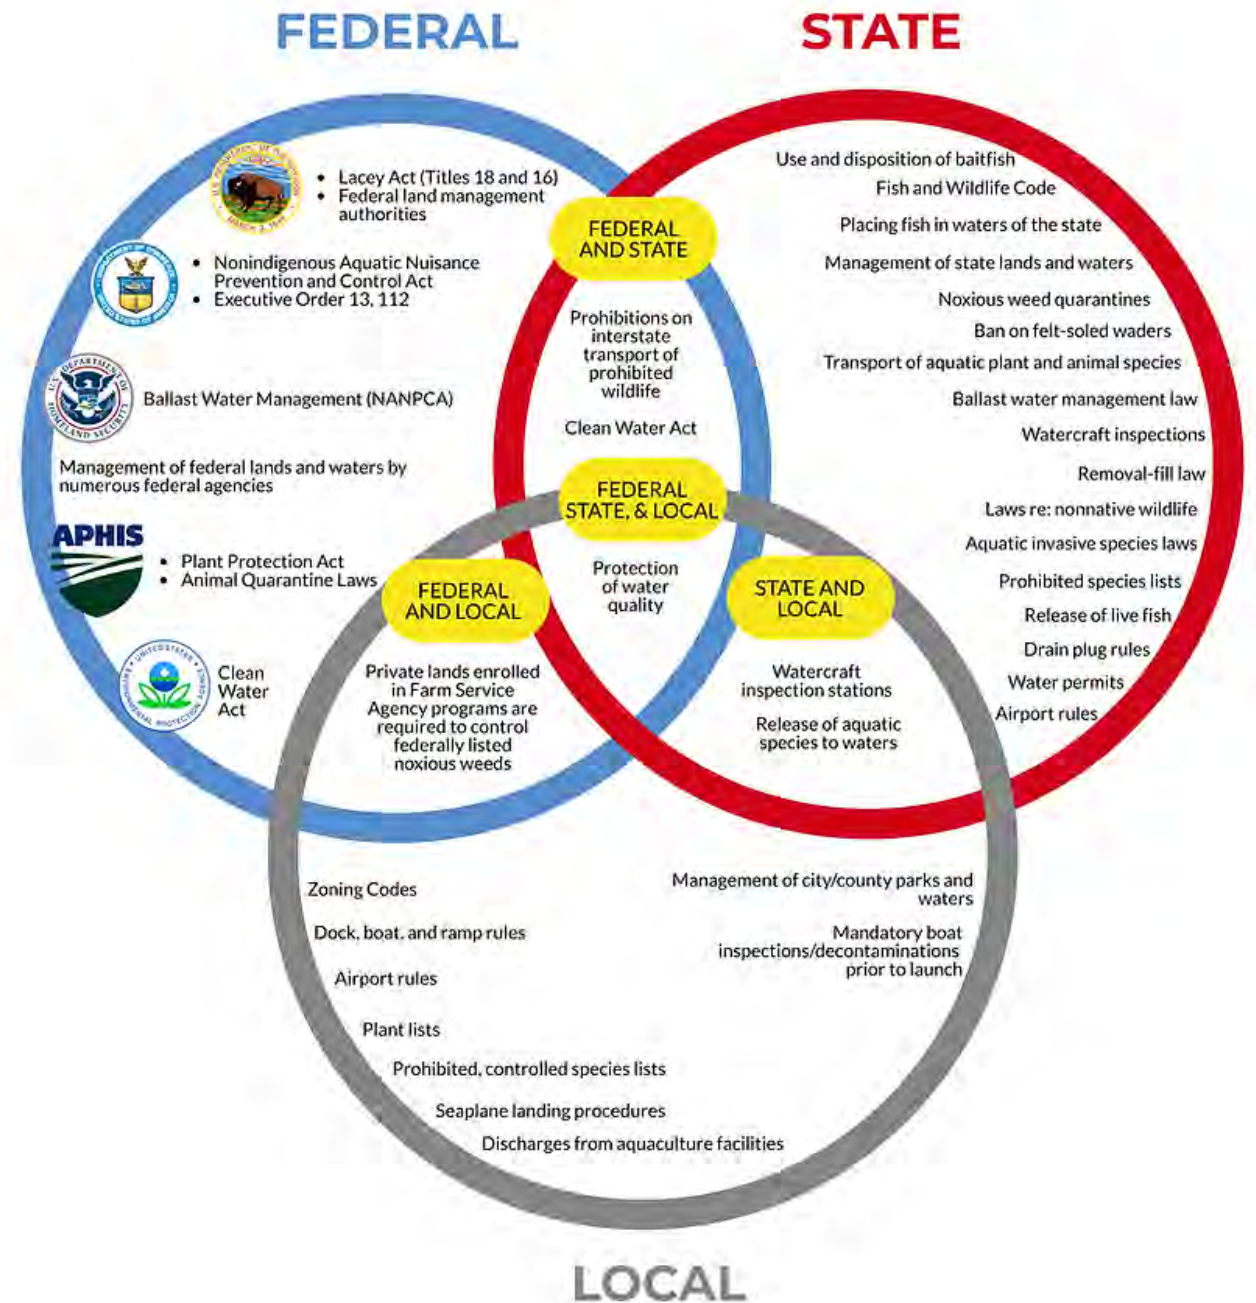 FEDERAL
STATE
• Lacey Act (Titles 18 and 16)
• Federal land management
authorities
• Nonindigenous Aquatic Nuisance
Prevention and Control Act
• Executive Order 13, 112
Ballast Water Management (NANPCA)
Management of federal lands and waters by
numerous federal agencies
APHIS
• Plant Protection Act
• Animal Quarantine Laws
Clean
Water
Act
FEDERAL
AND STATE
Prohibitions on
interstate
transport of
prohibited
wildlife
Clean Water Act
FEDERAL
STATE, & LOCAL
Protection
of water
quality
FEDERAL
AND LOCAL
Private lands enrolled
in Farm Service
Agency programs are
required to control
federally listed
noxious weeds
STATE AND
LOCAL
Watercraft
inspection stations
Release of aquatic
species to waters
Use and disposition of baitfish
Fish and Wildlife Code
Placing fish in waters of the state
Management of state lands and waters
Noxious weed quarantines
Ban on felt-soled waders
Transport of aquatic plant and animal species
Ballast water management law
Watercraft inspections
Removal-fill law
Laws re: nonnative wildlife
Aquatic invasive species laws
Prohibited species lists
Release of live fish
Drain plug rules
Water permits
Airport rules
Zoning Codes
Dock, boat, and ramp rules
Airport rules
Plant lists
Prohibited, controlled species lists
Seaplane landing procedures
Discharges from aquaculture facilities
Management of city/county parks and
waters
Mandatory boat
inspections/decontaminations
prior to launch
LOCAL